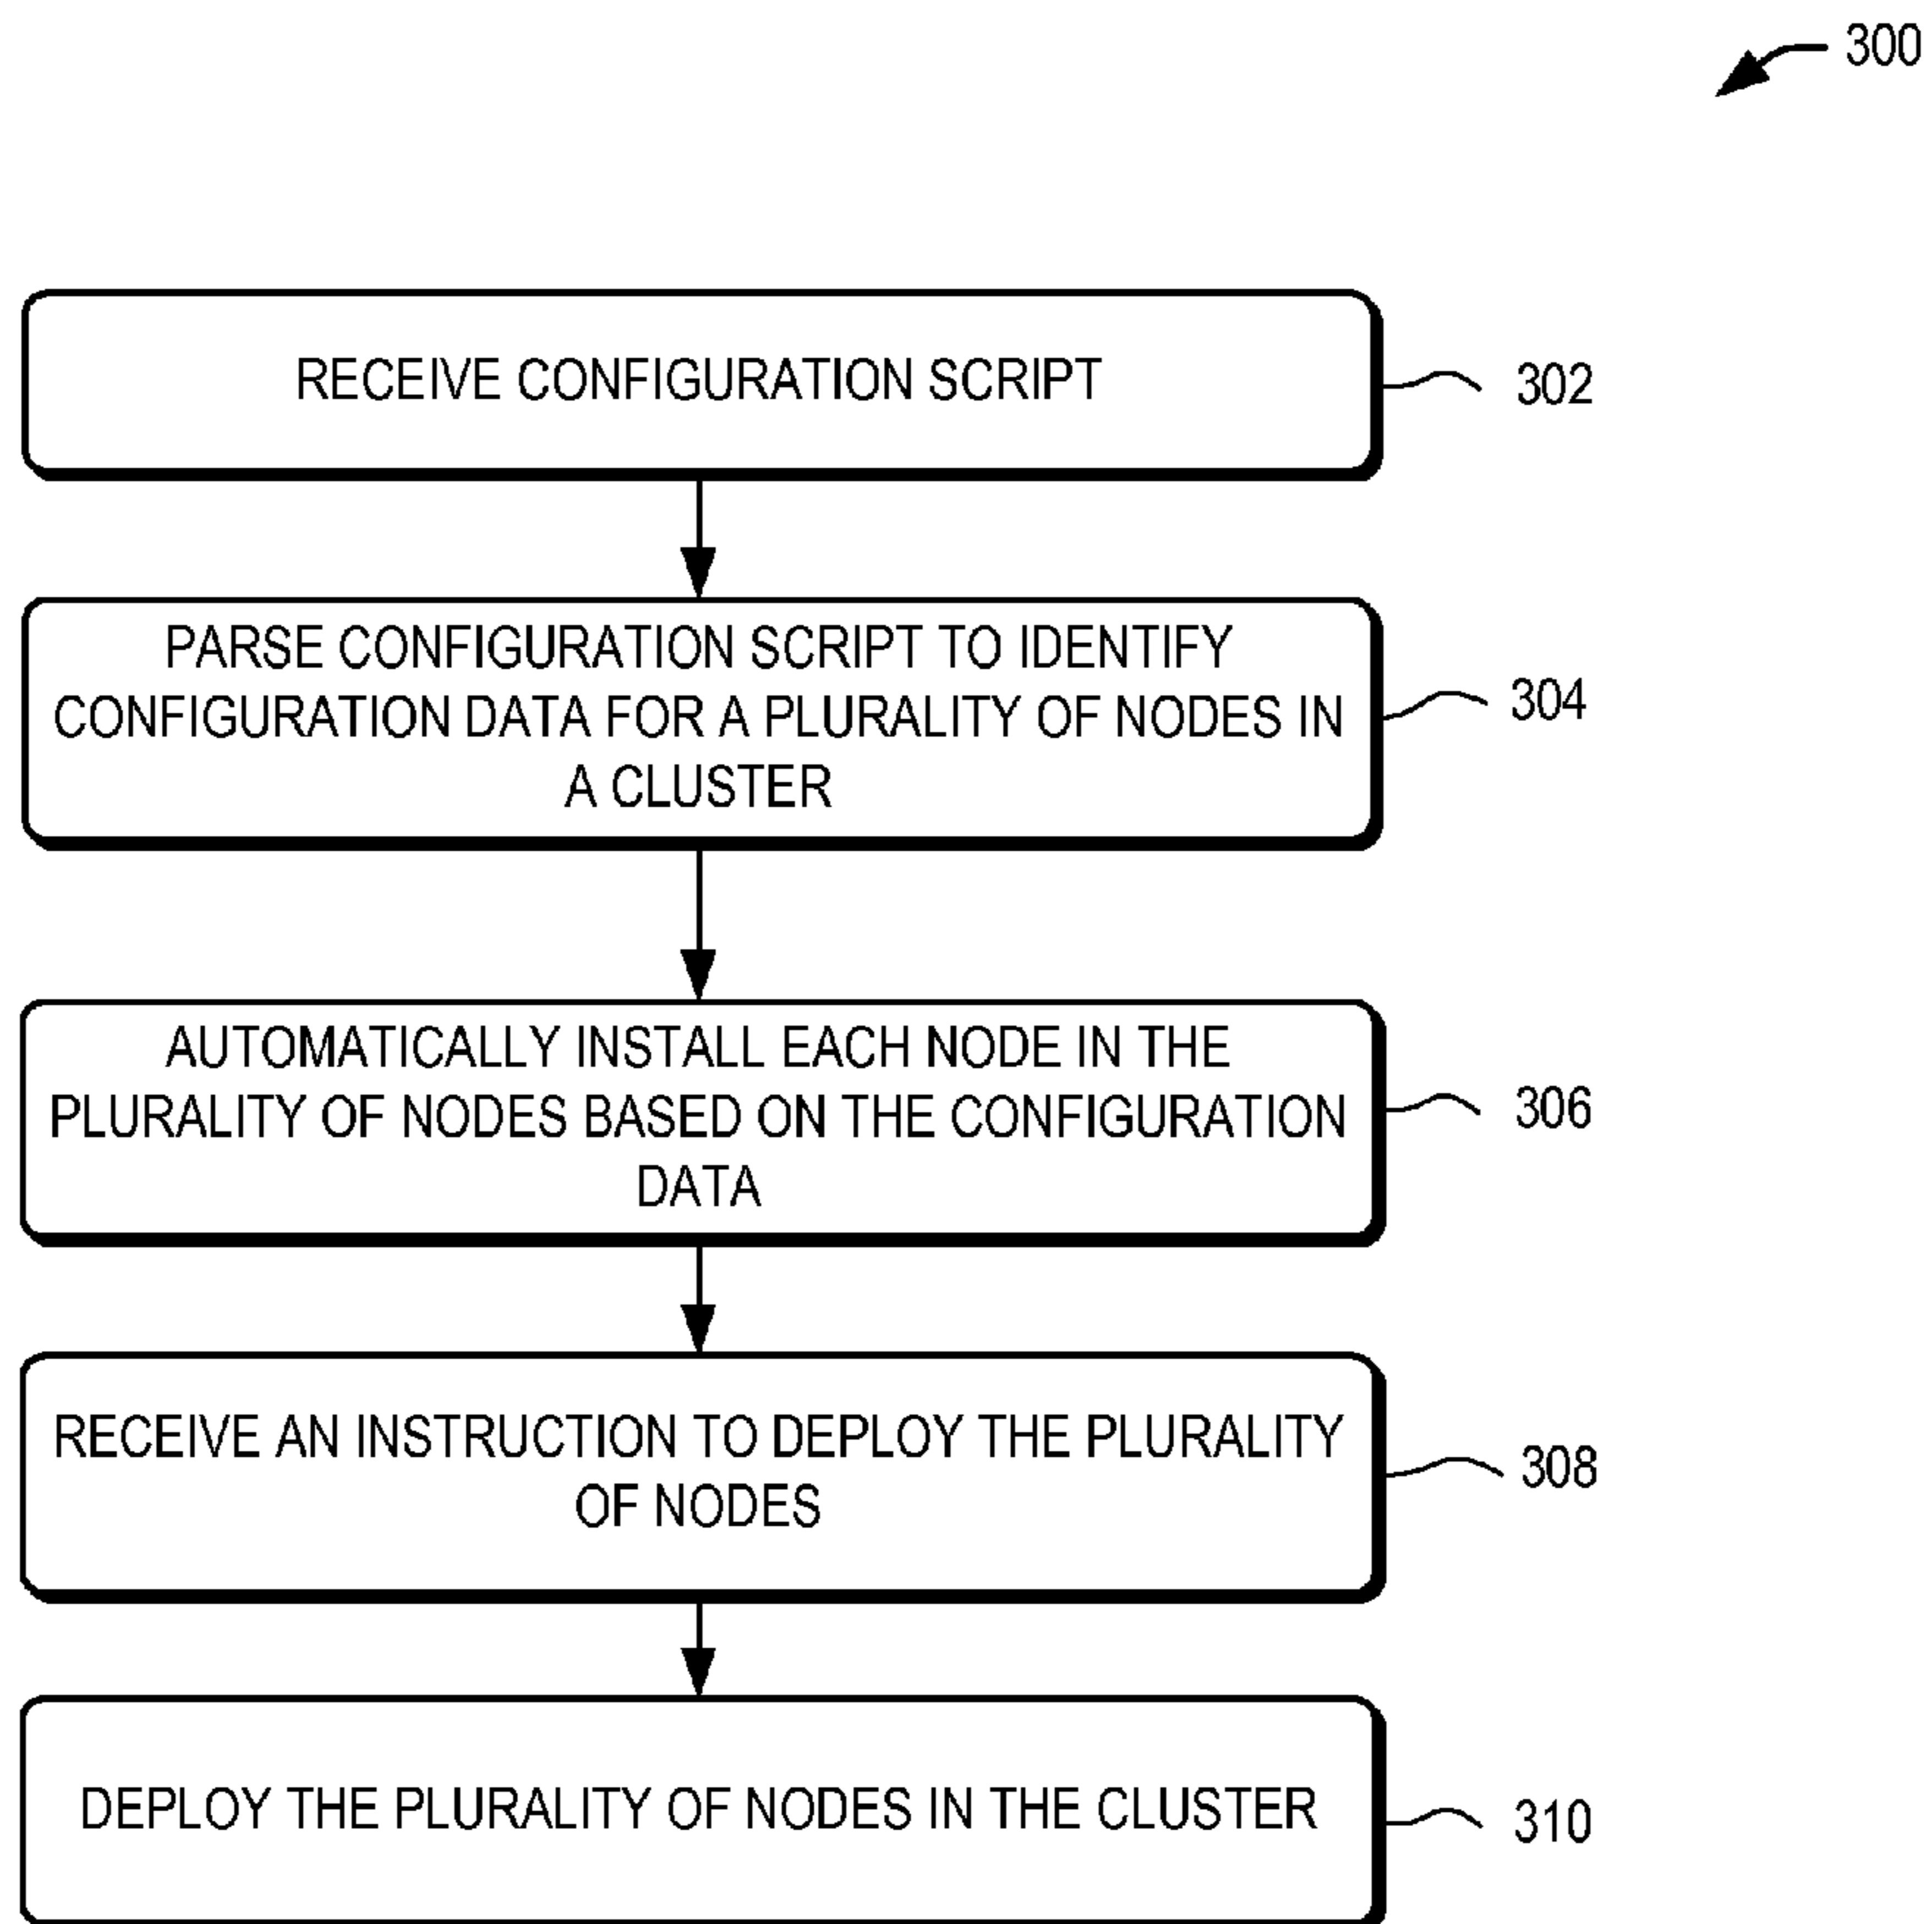 300
RECEIVE CONFIGURATION SCRIPT
302
PARSE CONFIGURATION SCRIPT TO IDENTIFY
CONFIGURATION DATA FOR A PLURALITY OF NODES IN
A CLUSTER
304
AUTOMATICALLY INSTALL EACH NODE IN THE
PLURALITY OF NODES BASED ON THE CONFIGURATION
DATA
306
RECEIVE AN INSTRUCTION TO DEPLOY THE PLURALITY
OF NODES
308
DEPLOY THE PLURALITY OF NODES IN THE CLUSTER
310